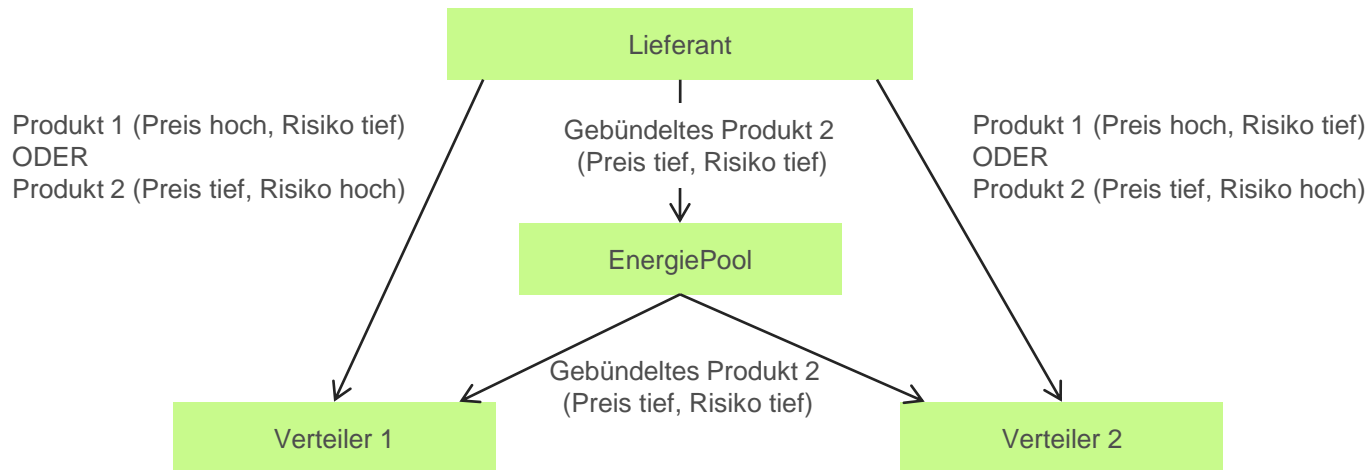 Lieferant
Produkt 1 (Preis hoch, Risiko tief)
ODER
Produkt 2 (Preis tief, Risiko hoch)
Gebündeltes Produkt 2
(Preis tief, Risiko tief)
Produkt 1 (Preis hoch, Risiko tief)
ODER
Produkt 2 (Preis tief, Risiko hoch)
EnergiePool
Gebündeltes Produkt 2
(Preis tief, Risiko tief)
Verteiler 1
Verteiler 2